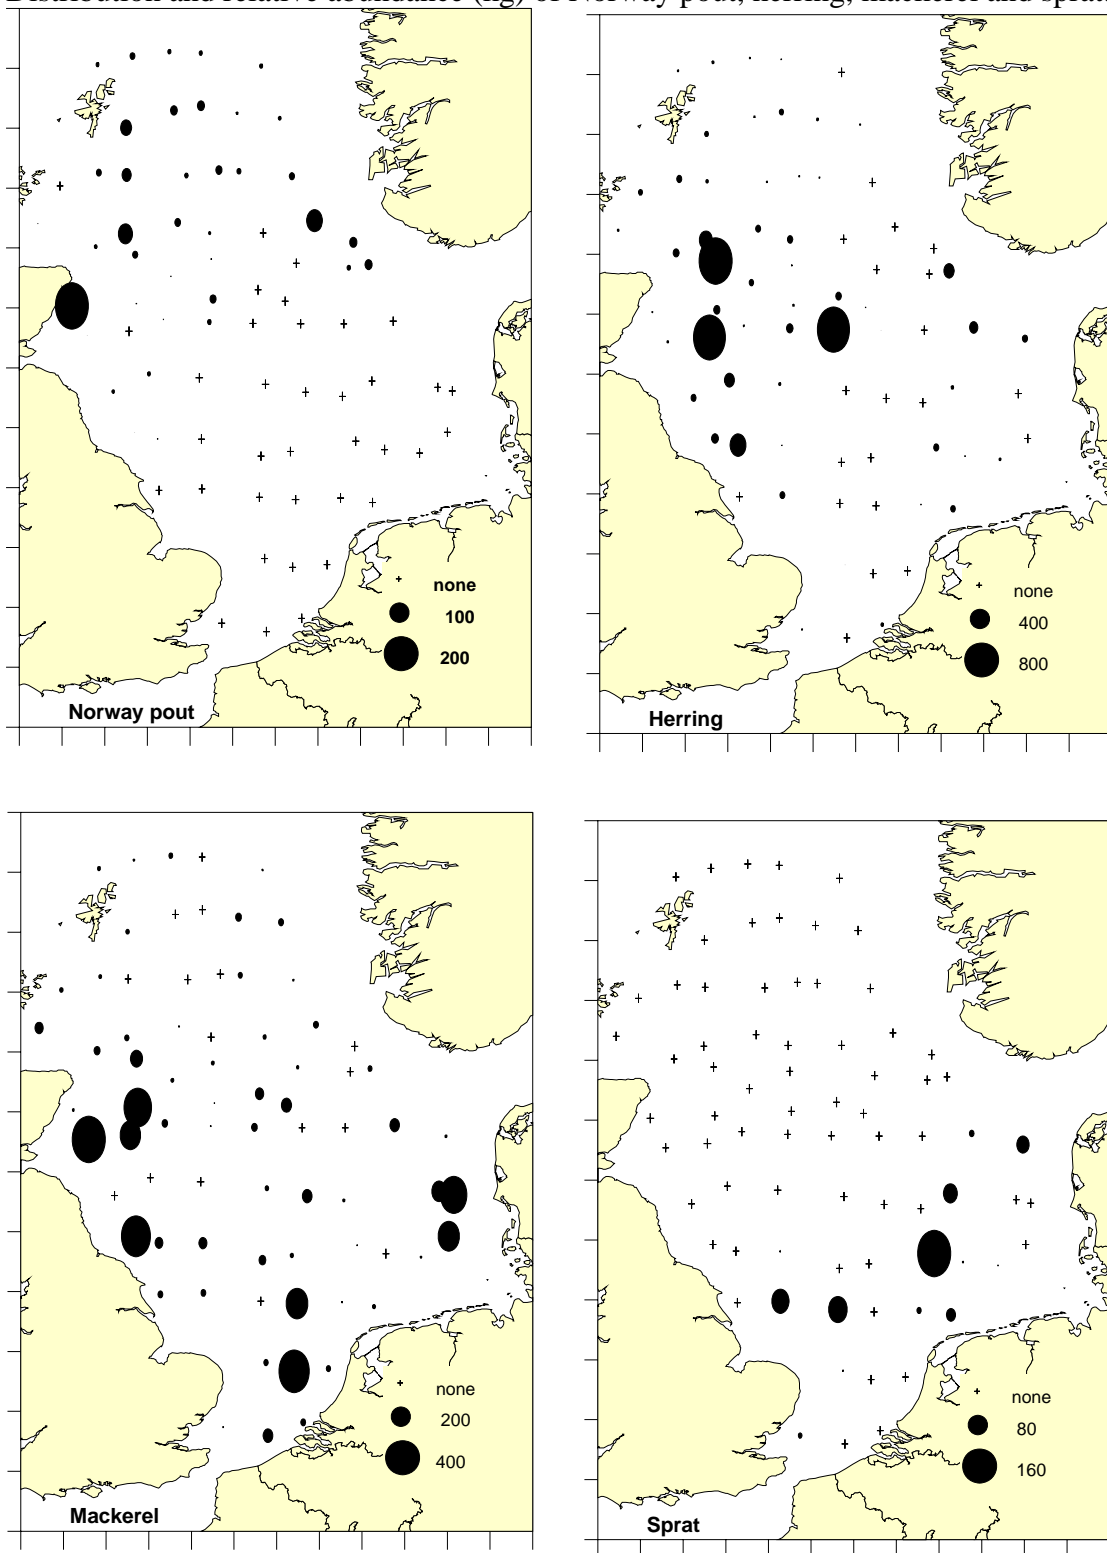 Distribution and relative abundance (kg) of Norway pout, herring, mackerel and sprat
none
100
200
Norway pout
none
400
800
Herring
none
200
400
Mackerel
none
80
160
Sprat